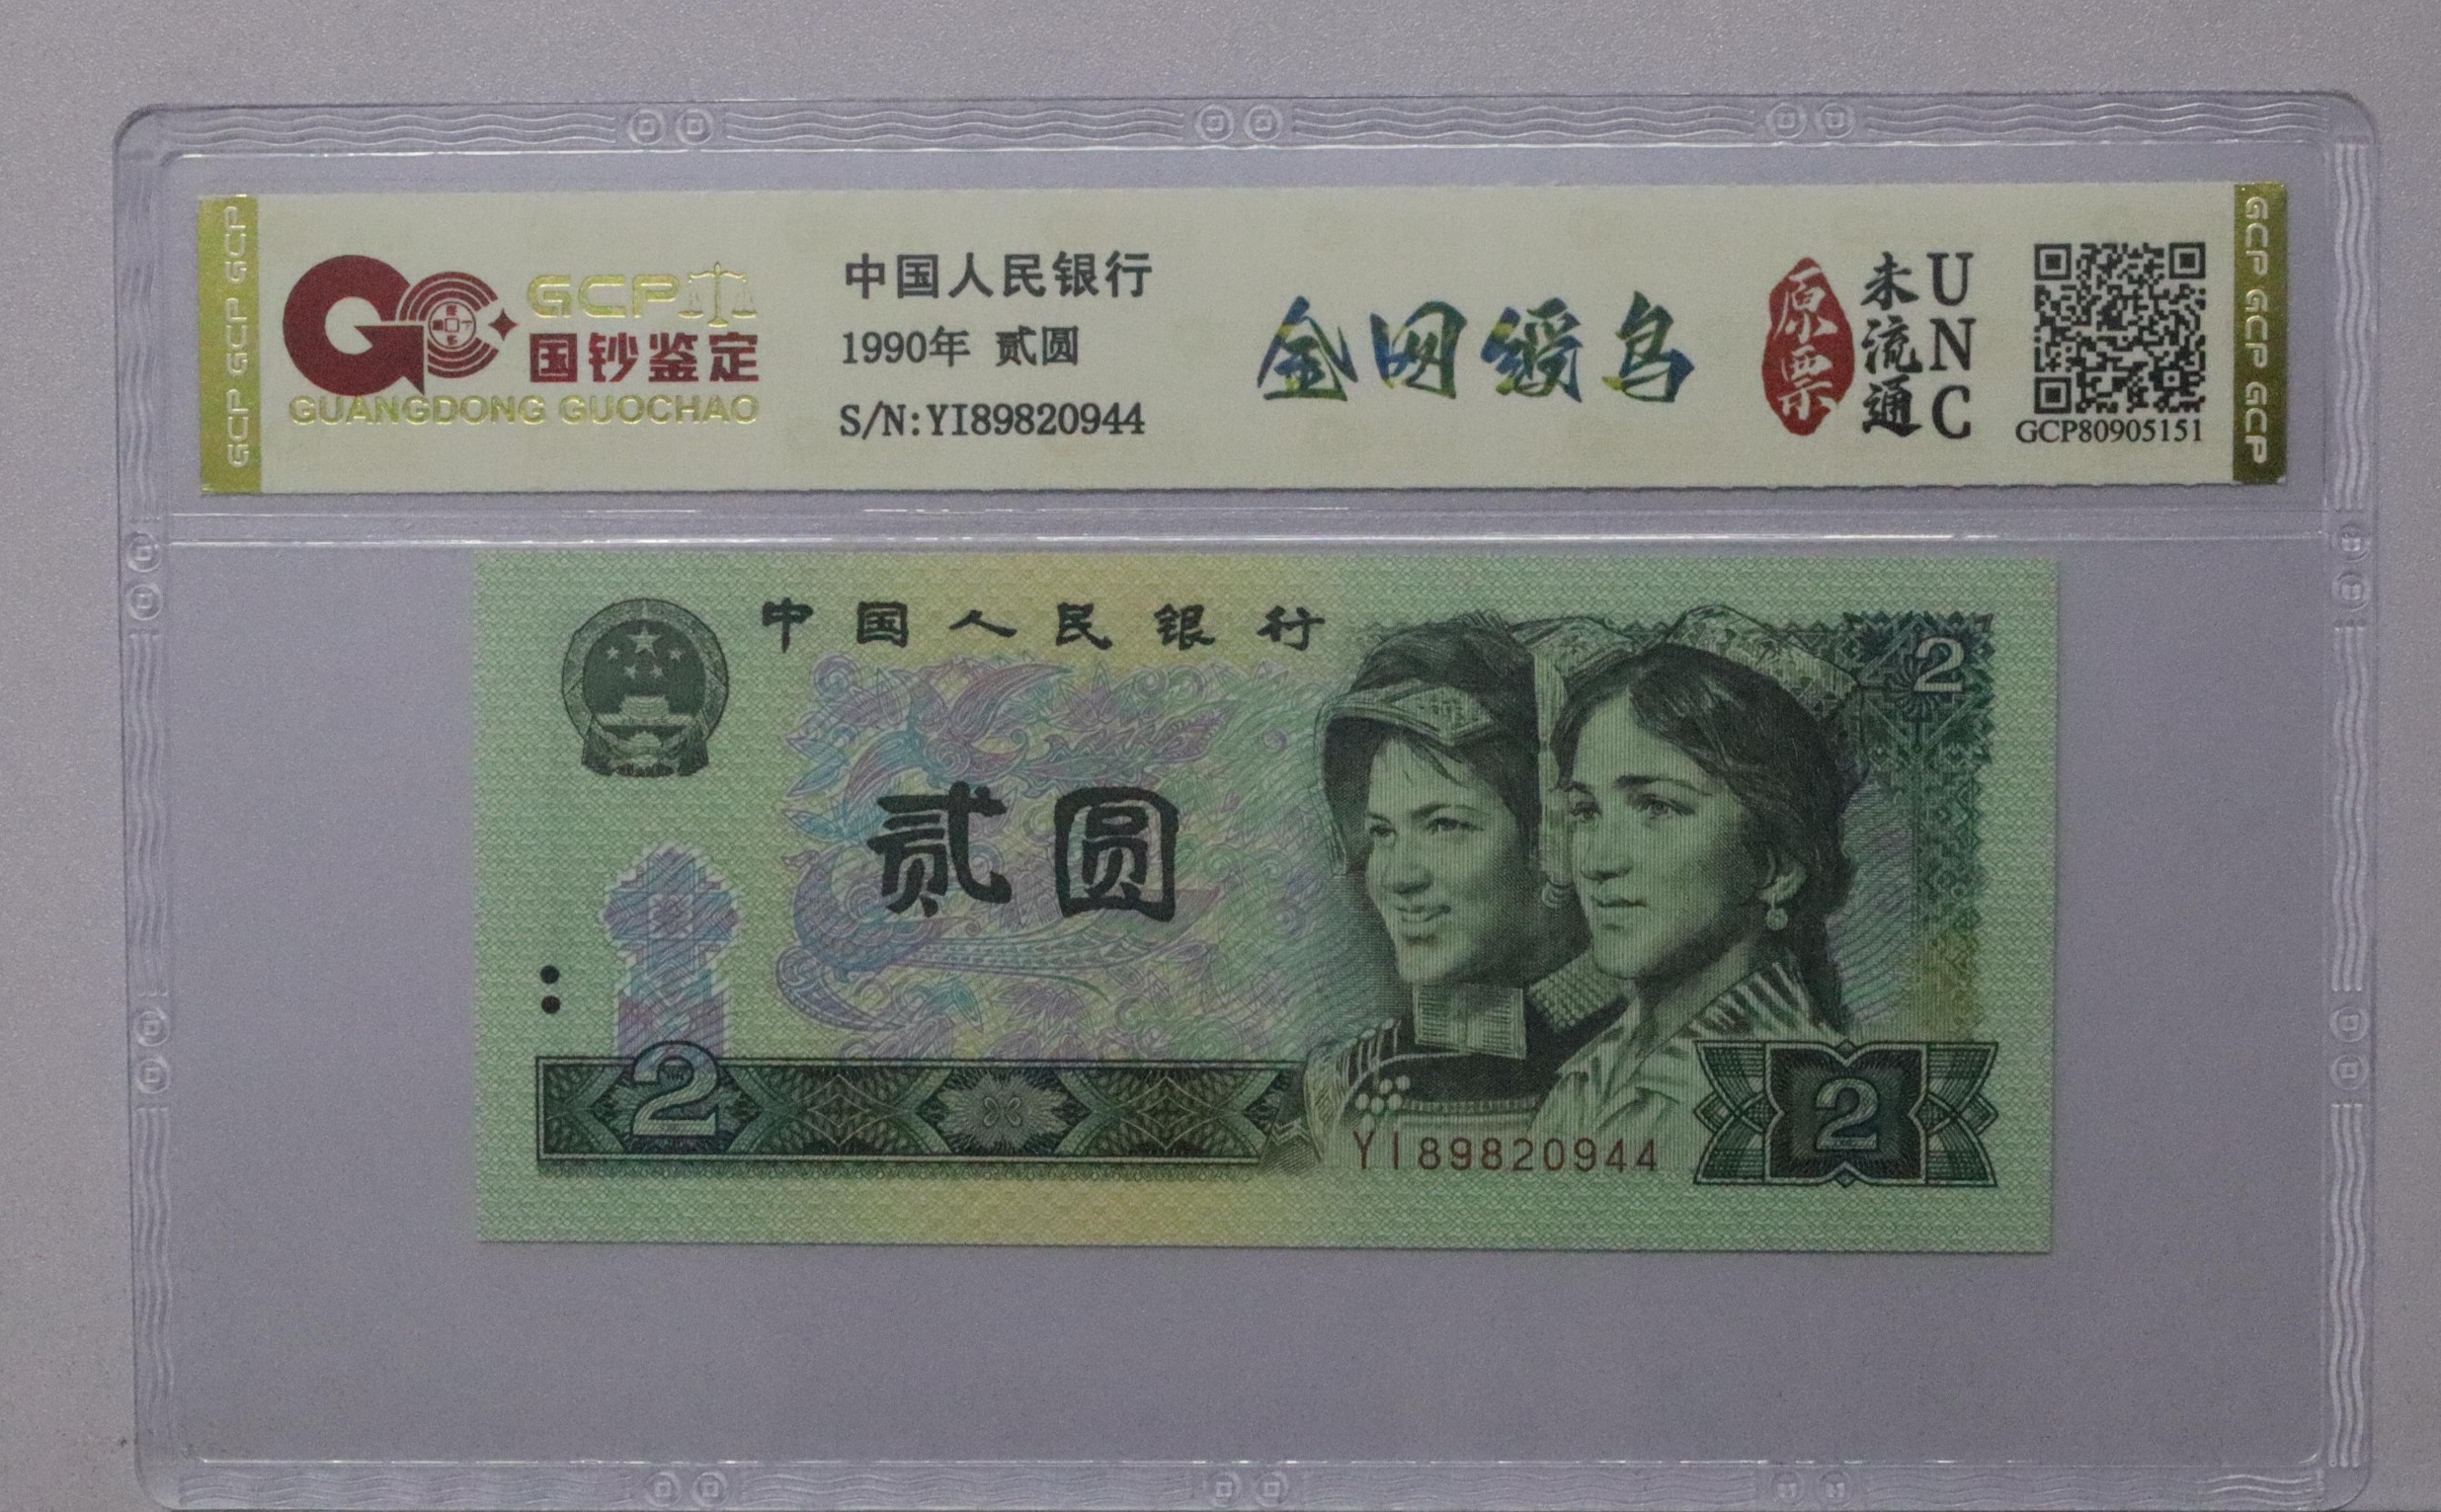 GCP GCP GCP
GCP
国钞鉴定
GUANGDONG GUOCHAO
中国人民银行
1990年 贰圆
S/N:YI89820944
金网绶鸟
原票
未流通
UNC
GCP80905151
GCP GCP GCP
中国人民银行
2
贰圆
2
YI89820944
2